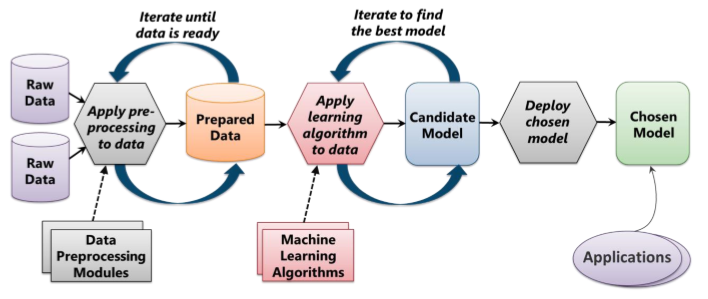 Iterate until
data is ready
Iterate to find
the best model
Raw
Data
Raw
Data
Apply pre-
processing
to data
Prepared
Data
Apply
learning
algorithm
to data
Candidate
Model
Deploy
chosen
model
Chosen
Model
Data
Preprocessing
Modules
Machine
Learning
Algorithms
Applications